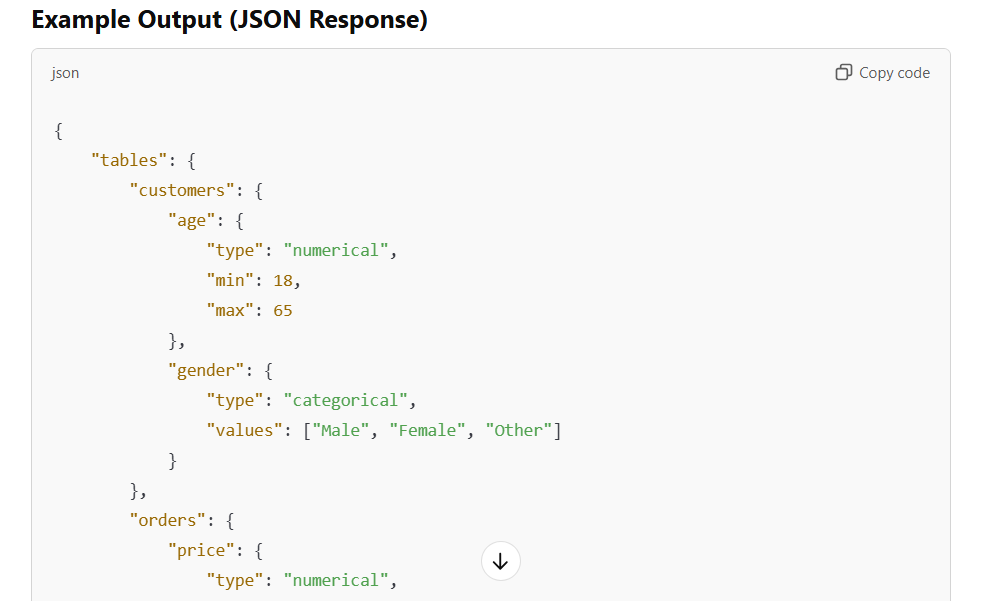 Example Output (JSON Response)
json
Copy code
{
    "tables": {
        "customers": {
            "age": {
                "type": "numerical",
                "min": 18,
                "max": 65
            },
            "gender": {
                "type": "categorical",
                "values": ["Male", "Female", "Other"]
            }
        },
        "orders": {
            "price": {
                "type": "numerical",